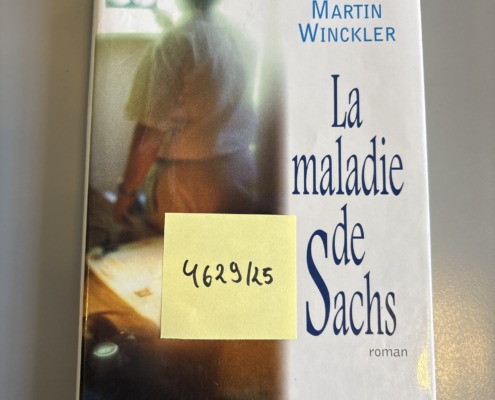 MARTIN
WINCKLER
La
maladie
de
Sachs
roman
4629/25